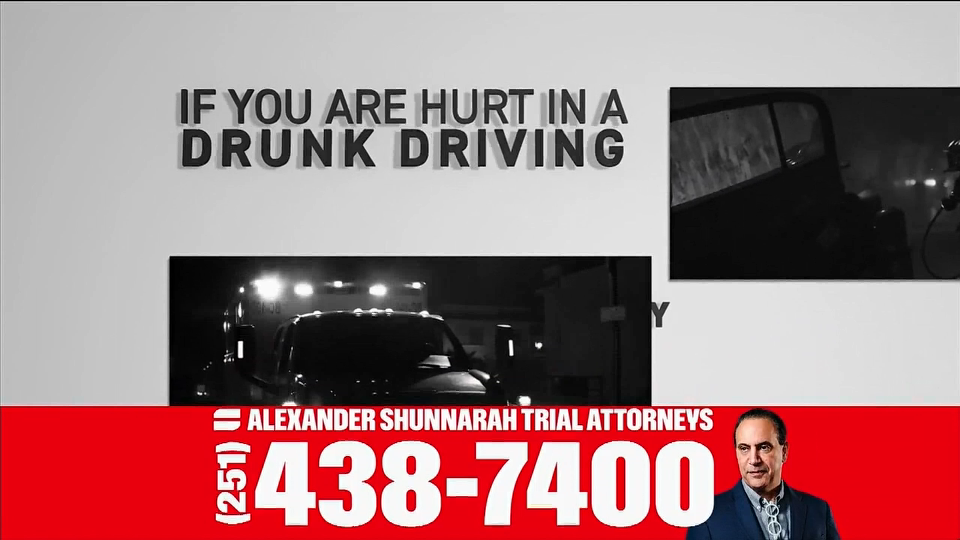 IF YOU ARE HURT IN A
DRUNK DRIVING
Y
ALEXANDER SHUNNARAH TRIAL ATTORNEYS
(251) 438-7400